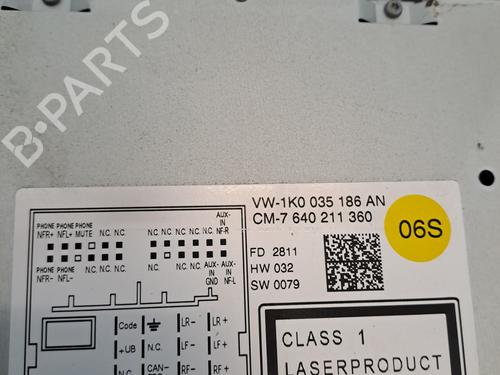 B-PARTS
VW-1K0 035 186 AN
CM-7 640 211 360
06S
FD 2811
HW 032
SW 0079
PHONE PHONE PHONE
NFR+ NFL+ MUTE N.C. N.C.
N.C. N.C. N.C.
AUX-
IN
NF-R
PHONE PHONE
NFR- NFL-
N.C. N.C. N.C.
N.C. N.C. AUX- AUX-
IN IN
GND NF-L
Code LR- LR+
+UB N.C. LF- LF+
N.C. CAN- RF- RF+
CLASS 1
LASERPRODUCT